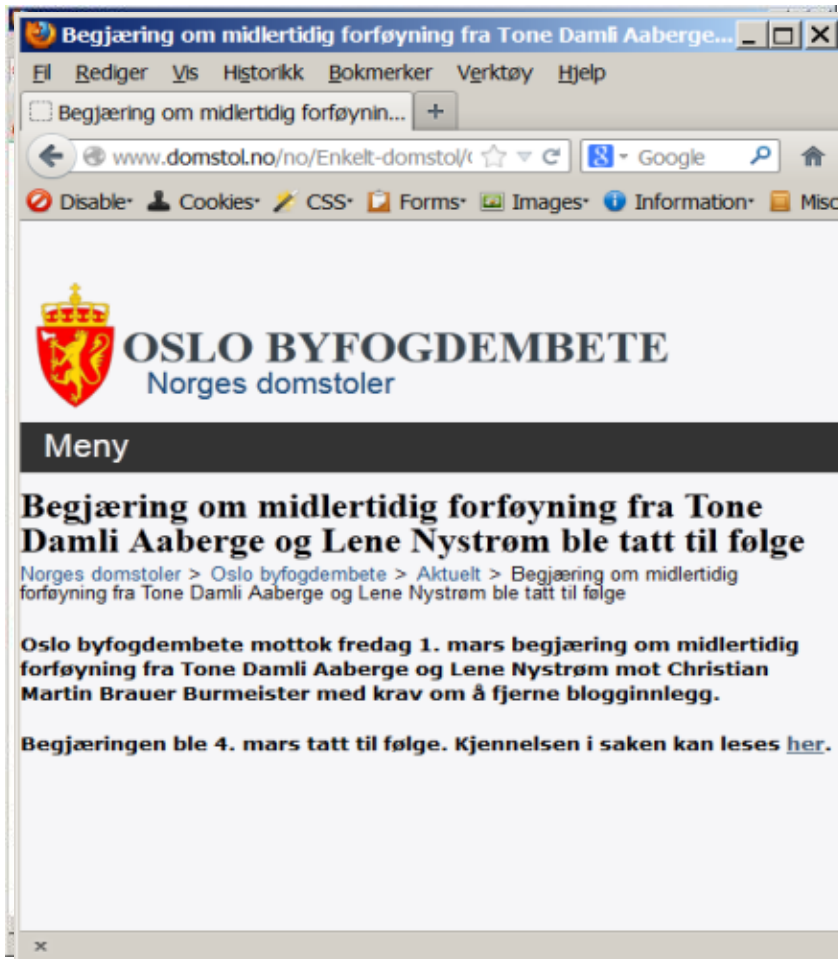 Begjæring om midlertidig forføyning fra Tone Damli Aaberge...
Fil Rediger Vis Historikk Bokmerker Verktøy Hjelp
Begjæring om midlertidig forføynin... +
www.domstol.no/no/Enkelt-domstol/ Google
Disable Cookies CSS Forms Images Information Misc
OSLO BYFOGDEMBETE
Norges domstoler
Meny
Begjæring om midlertidig forføyning fra Tone
Damli Aaberge og Lene Nystrøm ble tatt til følge
Norges domstoler > Oslo byfogdembete > Aktuelt > Begjæring om midlertidig
forføyning fra Tone Damli Aaberge og Lene Nystrøm ble tatt til følge
Oslo byfogdembete mottok fredag 1. mars begjæring om midlertidig
forføyning fra Tone Damli Aaberge og Lene Nystrøm mot Christian
Martin Brauer Burmeister med krav om å fjerne blogginnlegg.
Begjæringen ble 4. mars tatt til følge. Kjennelsen i saken kan leses her.